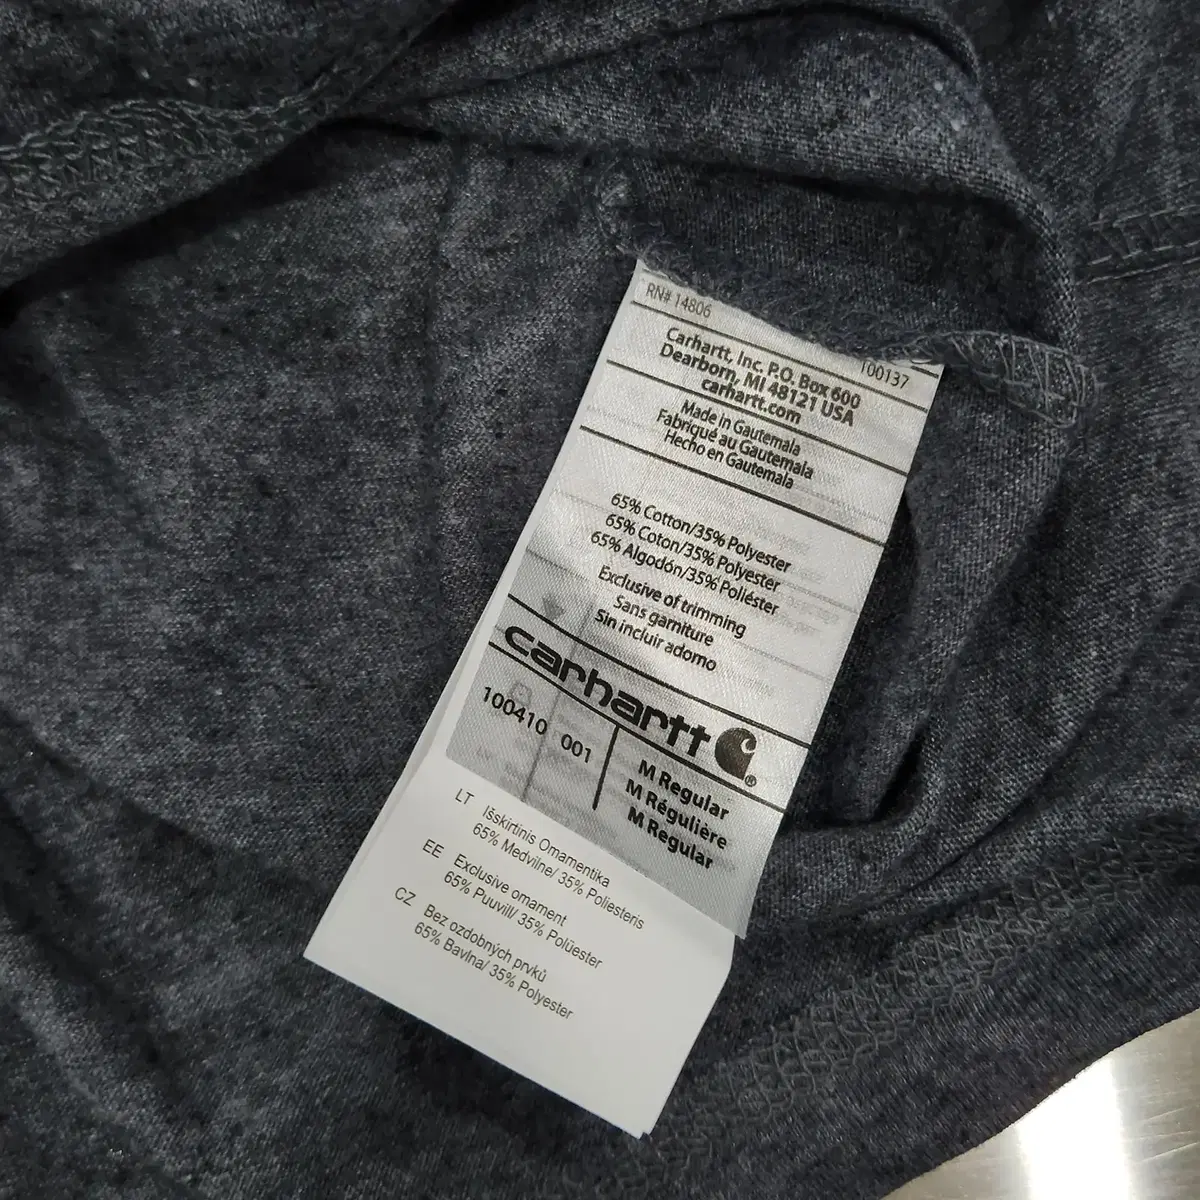 RN# 14806
100137
Carhartt, Inc. P.O. Box 600
Dearborn, MI 48121 USA
carhartt.com
Made in Gautemala
Fabriqué au Gautemala
Hecho en Gautemala
65% Cotton/35% Polyester
65% Coton/35% Polyester
65% Algodón/35% Poliéster
Exclusive of trimming
Sans garniture
Sin incluir adorno
carhartt ®
100410 001
M Regular
M Régulière
M Regular
LT Išskirtinis Omamentika
65% Medvilne/ 35% Poliesteris
EE Exclusive ornament
65% Puuvill/ 35% Polüester
CZ Bez ozdobných prvků
65% Bavlna/ 35% Polyester